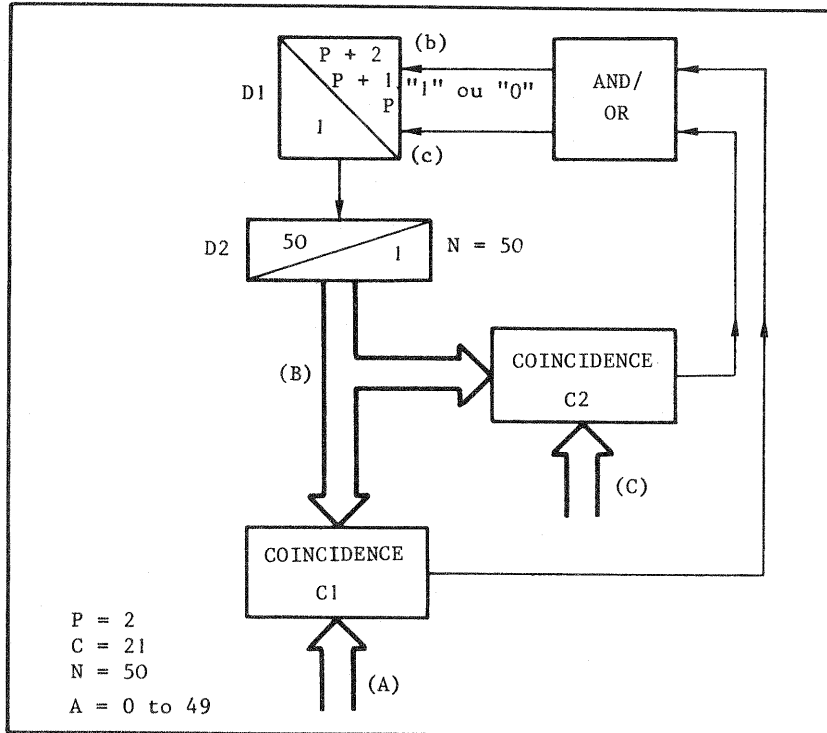 P + 2
(b)
P + 1
"1" ou "0"
P
AND/
OR
D1
1
(c)
D2
50
1
N = 50
COINCIDENCE
C2
(B)
(C)
COINCIDENCE
C1
P = 2
C = 21
N = 50
A = 0 to 49
(A)